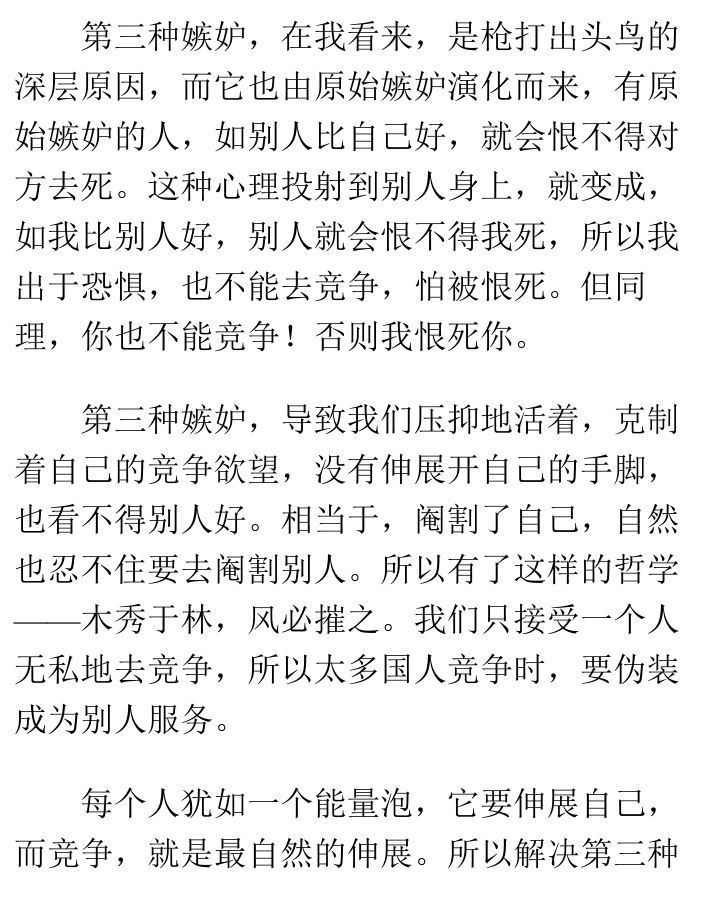 第三种嫉妒，在我看来，是枪打出头鸟的
深层原因，而它也由原始嫉妒演化而来，有原
始嫉妒的人，如别人比自己好，就会恨不得对
方去死。这种心理投射到别人身上，就变成，
如我比别人好，别人就会恨不得我死，所以我
出于恐惧，也不能去竞争，怕被恨死。但同
理，你也不能竞争！否则我恨死你。
第三种嫉妒，导致我们压抑地活着，克制
着自己的竞争欲望，没有伸展开自己的手脚，
也看不得别人好。相当于，阉割了自己，自然
也忍不住要去阉割别人。所以有了这样的哲学
——木秀于林，风必摧之。我们只接受一个人
无私地去竞争，所以太多国人竞争时，要伪装
成为别人服务。
每个人犹如一个能量泡，它要伸展自己，
而竞争，就是最自然的伸展。所以解决第三种